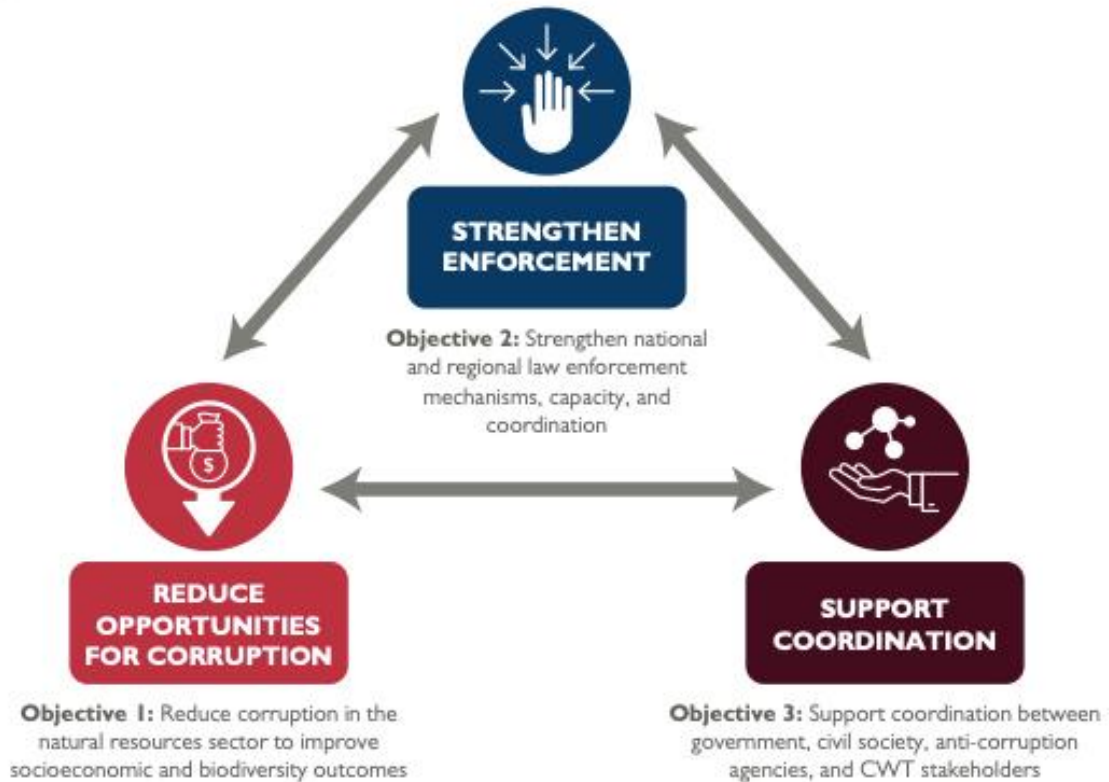 $
STRENGTHEN
ENFORCEMENT
Objective 2: Strengthen national
and regional law enforcement
mechanisms, capacity, and
coordination
REDUCE
OPPORTUNITIES
FOR CORRUPTION
Objective 1: Reduce corruption in the
natural resources sector to improve
socioeconomic and biodiversity outcomes
SUPPORT
COORDINATION
Objective 3: Support coordination between
government, civil society, anti-corruption
agencies, and CWT stakeholders